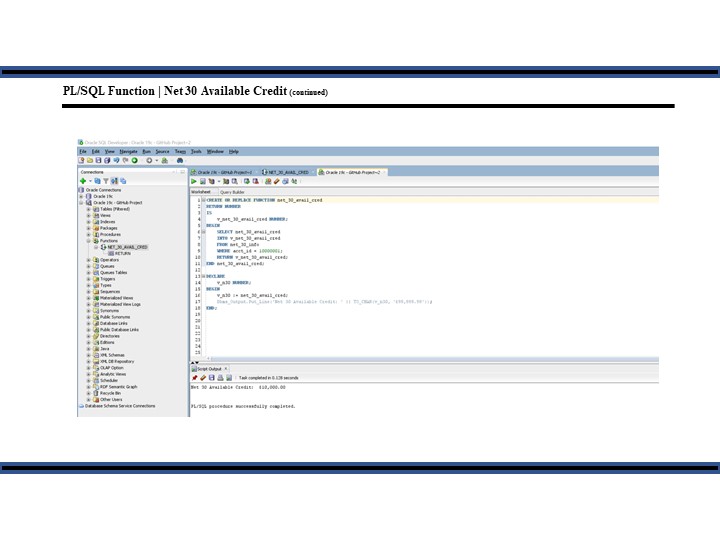 PL/SQL Function | Net 30 Available Credit (continued)
Oracle SQL Developer : Oracle 19c - GitHub Project~2
File Edit View Navigate Run Source Team Tools Window Help
Connections
Oracle Connections
Oracle 19c
Oracle 19c - GitHub Project
Tables (Filtered)
Views
Indexes
Packages
Procedures
Functions
NET_30_AVAIL_CRED
RETURN
Operators
Queues
Queues Tables
Triggers
Types
Sequences
Materialized Views
Materialized View Logs
Synonyms
Public Synonyms
Database Links
Public Database Links
Directories
Editions
Java
XML Schemas
XML DB Repository
OLAP Option
Analytic Views
Scheduler
RDF Semantic Graph
Recycle Bin
Other Users
Database Schema Service Connections
Oracle 19c - GitHub Project~1 NET_30_AVAIL_CRED Oracle 19c - GitHub Project~2
Worksheet Query Builder
1 CREATE OR REPLACE FUNCTION net_30_avail_cred
2 RETURN NUMBER
3 IS
4 v_net_30_avail_cred NUMBER;
5 BEGIN
6 SELECT net_30_avail_cred
7 INTO v_net_30_avail_cred
8 FROM net_30_info
9 WHERE acct_id =
10 RETURN v_net_30_avail_cred;
11 END net_30_avail_cred;
12
13 DECLARE
14 v_n30 NUMBER;
15 BEGIN
16 v_n30 := net_30_avail_cred;
17 Dbms_Output.Put_Line('Net 30 Available Credit: ' || TO_CHAR(v_n30,
18 END;
19
20
21
22
23
24
25
Script Output
Task completed in 0.128 seconds
Net 30 Available Credit: $10,000.00
PL/SQL procedure successfully completed.